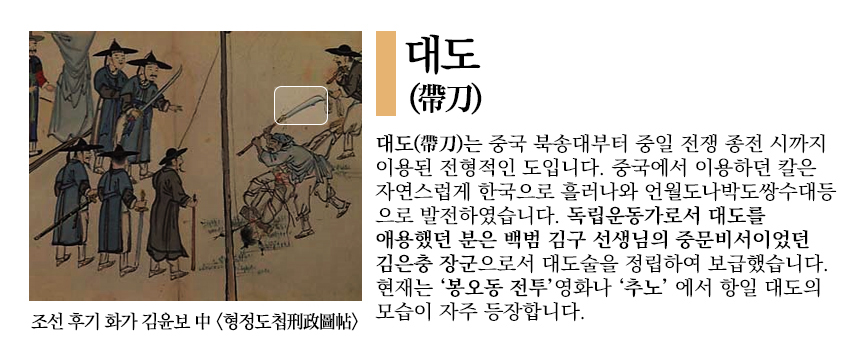 대도
(帶刀)
대도(帶刀)는 중국 북송대부터 중일 전쟁 종전 시까지
이용된 전형적인 도입니다. 중국에서 이용하던 칼은
자연스럽게 한국으로 흘러나와 언월도나박도쌍수대등
으로 발전하였습니다. 독립운동가로서 대도를
애용했던 분은 백범 김구 선생님의 중문비서이었던
김은충 장군으로서 대도술을 정립하여 보급했습니다.
현재는 ‘봉오동 전투’영화나 ‘추노’ 에서 항일 대도의
모습이 자주 등장합니다.
조선 후기 화가 김윤보 中 〈형정도첩刑政圖帖〉